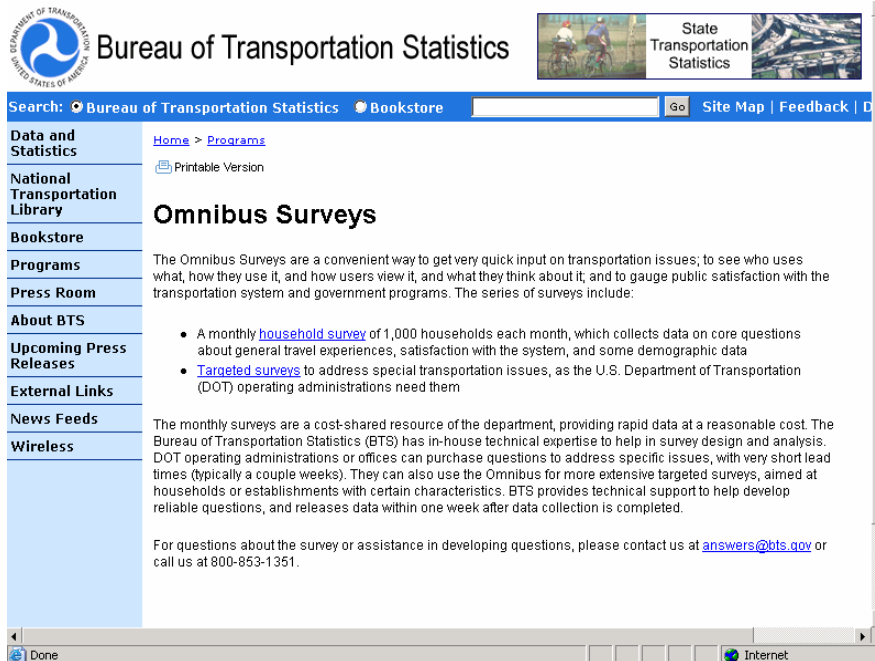 DEPARTMENT OF TRANSPORTATION
UNITED STATES OF AMERICA
Bureau of Transportation Statistics
State
Transportation
Statistics
Search: Bureau of Transportation Statistics Bookstore Go Site Map | Feedback | D
Data and
Statistics
National
Transportation
Library
Bookstore
Programs
Press Room
About BTS
Upcoming Press
Releases
External Links
News Feeds
Wireless
Home > Programs
Printable Version
Omnibus Surveys
The Omnibus Surveys are a convenient way to get very quick input on transportation issues; to see who uses
what, how they use it, and how users view it, and what they think about it; and to gauge public satisfaction with the
transportation system and government programs. The series of surveys include:
• A monthly household survey of 1,000 households each month, which collects data on core questions
about general travel experiences, satisfaction with the system, and some demographic data
• Targeted surveys to address special transportation issues, as the U.S. Department of Transportation
(DOT) operating administrations need them
The monthly surveys are a cost-shared resource of the department, providing rapid data at a reasonable cost. The
Bureau of Transportation Statistics (BTS) has in-house technical expertise to help in survey design and analysis.
DOT operating administrations or offices can purchase questions to address specific issues, with very short lead
times (typically a couple weeks). They can also use the Omnibus for more extensive targeted surveys, aimed at
households or establishments with certain characteristics. BTS provides technical support to help develop
reliable questions, and releases data within one week after data collection is completed.
For questions about the survey or assistance in developing questions, please contact us at answers@bts.gov or
call us at 800-853-1351.
Done
Internet